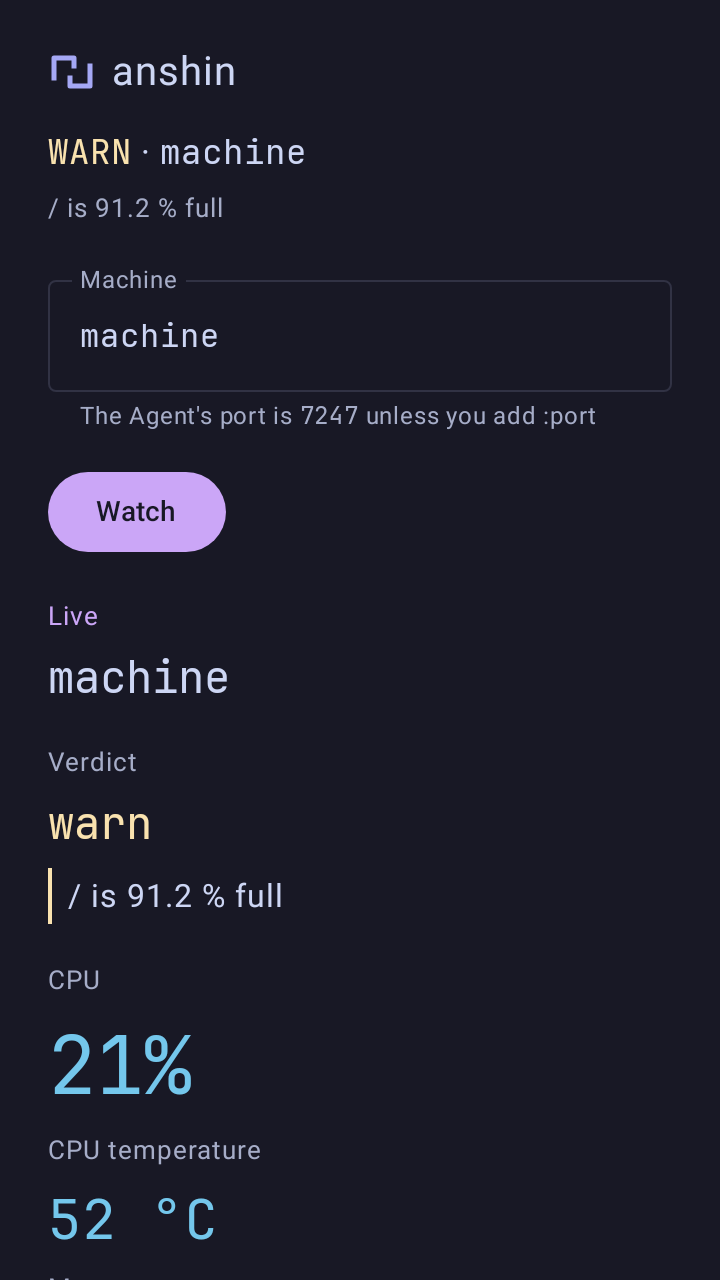 anshin
WARN · machine
/ is 91.2 % full
Machine
machine
The Agent's port is 7247 unless you add :port
Watch
Live
machine
Verdict
warn
/ is 91.2 % full
CPU
21%
CPU temperature
52 °C